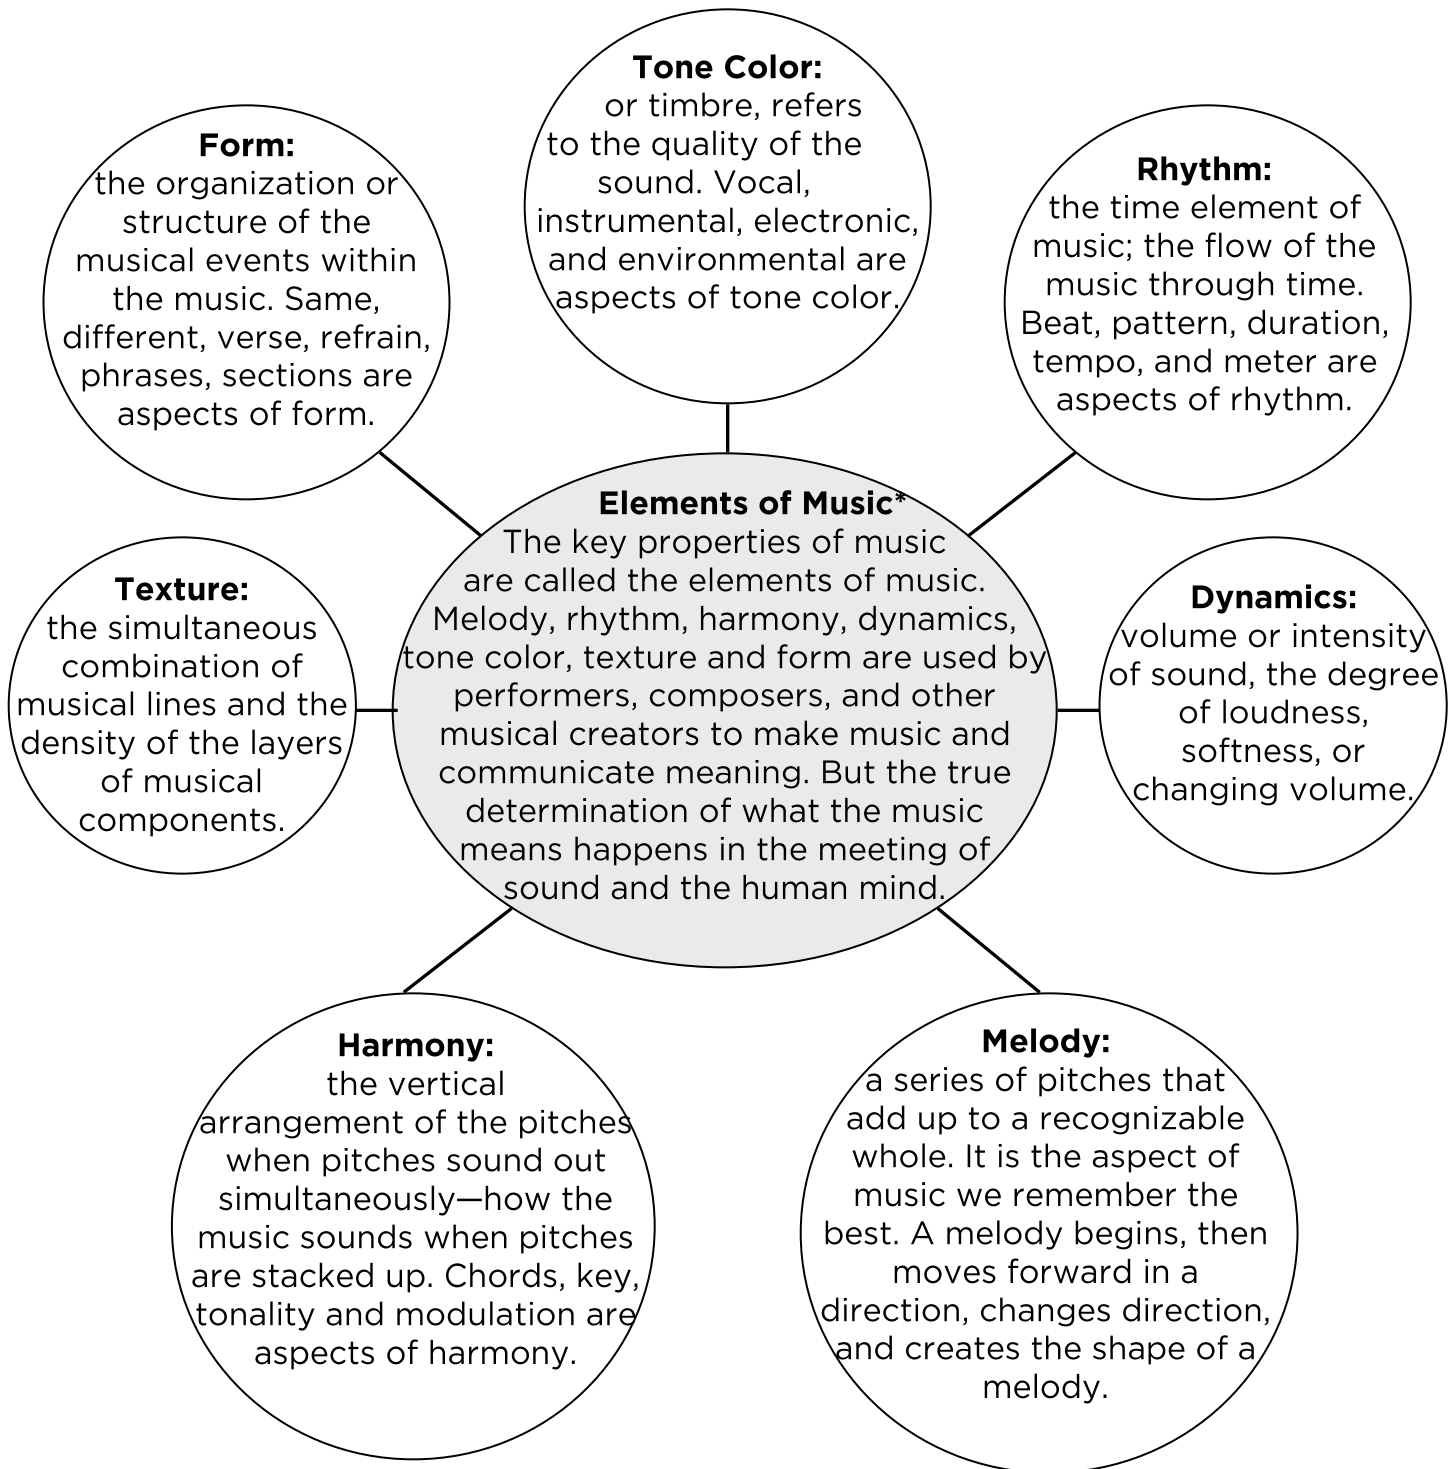 Tone Color:
or timbre, refers
to the quality of the
sound. Vocal,
instrumental, electronic,
and environmental are
aspects of tone color.
Form:
the organization or
structure of the
musical events within
the music. Same,
different, verse, refrain,
phrases, sections are
aspects of form.
Rhythm:
the time element of
music; the flow of the
music through time.
Beat, pattern, duration,
tempo, and meter are
aspects of rhythm.
Elements of Music*
The key properties of music
are called the elements of music.
Melody, rhythm, harmony, dynamics,
tone color, texture and form are used by
performers, composers, and other
musical creators to make music and
communicate meaning. But the true
determination of what the music
means happens in the meeting of
sound and the human mind.
Texture:
the simultaneous
combination of
musical lines and the
density of the layers
of musical
components.
Dynamics:
volume or intensity
of sound, the degree
of loudness,
softness, or
changing volume.
Harmony:
the vertical
arrangement of the pitches
when pitches sound out
simultaneously—how the
music sounds when pitches
are stacked up. Chords, key,
tonality and modulation are
aspects of harmony.
Melody:
a series of pitches that
add up to a recognizable
whole. It is the aspect of
music we remember the
best. A melody begins, then
moves forward in a
direction, changes direction,
and creates the shape of a
melody.